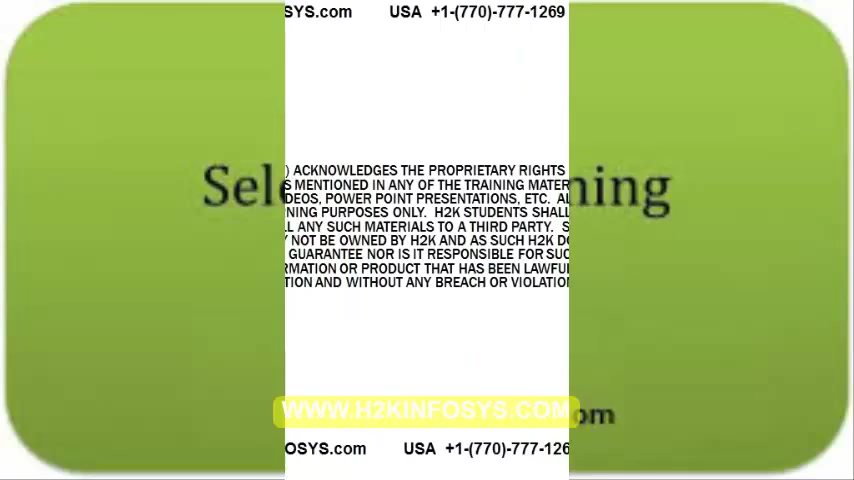 SYS.com USA +1-(770)-777-1269
) ACKNOWLEDGES THE PROPRIETARY RIGHTS
S MENTIONED IN ANY OF THE TRAINING MATER
DEOS, POWER POINT PRESENTATIONS, ETC. AL
NING PURPOSES ONLY. H2K STUDENTS SHALL
LL ANY SUCH MATERIALS TO A THIRD PARTY. S
Y NOT BE OWNED BY H2K AND AS SUCH H2K DO
GUARANTEE NOR IS IT RESPONSIBLE FOR SUC
RMATION OR PRODUCT THAT HAS BEEN LAWFUL
TION AND WITHOUT ANY BREACH OR VIOLATION
Sele ning
WWW.H2KINFOSYS.COM
om
OSYS.com USA +1-(770)-777-126